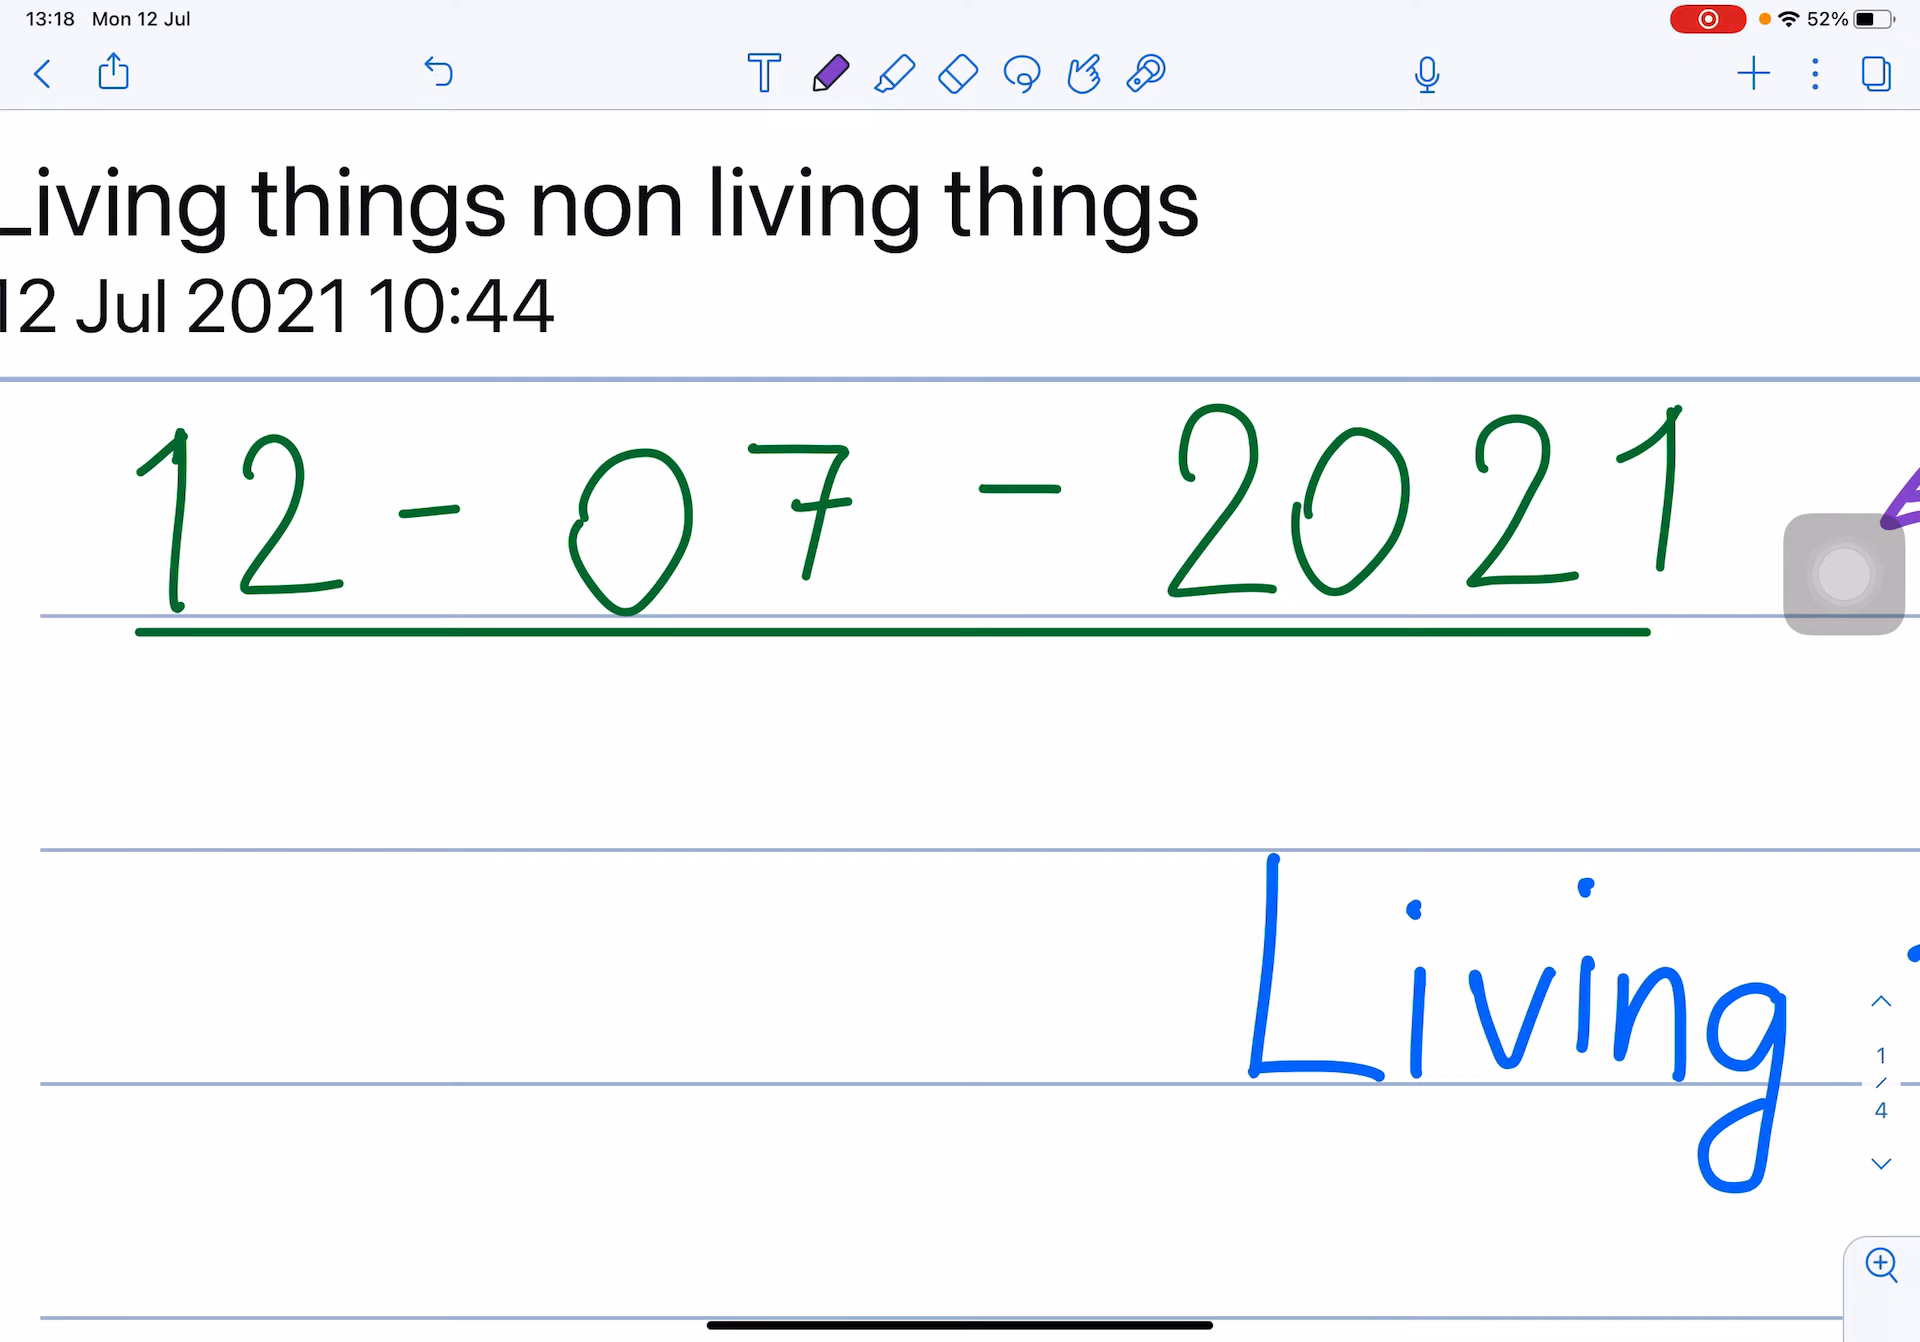 13:18 Mon 12 Jul 52%
Living things non living things
12 Jul 2021 10:44
12 - 07 - 2021
Living
1
/
4